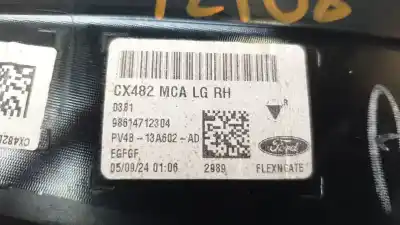 CX482 MCA LG RH
0381
R
98614712304
PV4B-13A602-AD
EGFGF
Ford
05/09/24 01:06
2989
FLEXNGATE